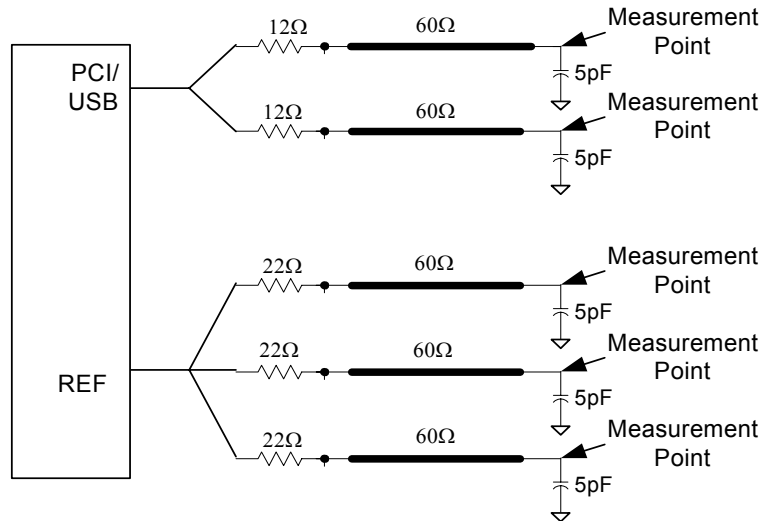 PCI/
USB
12Ω
60Ω
Measurement
Point
5pF
12Ω
60Ω
Measurement
Point
5pF
REF
22Ω
60Ω
Measurement
Point
5pF
22Ω
60Ω
Measurement
Point
5pF
22Ω
60Ω
Measurement
Point
5pF